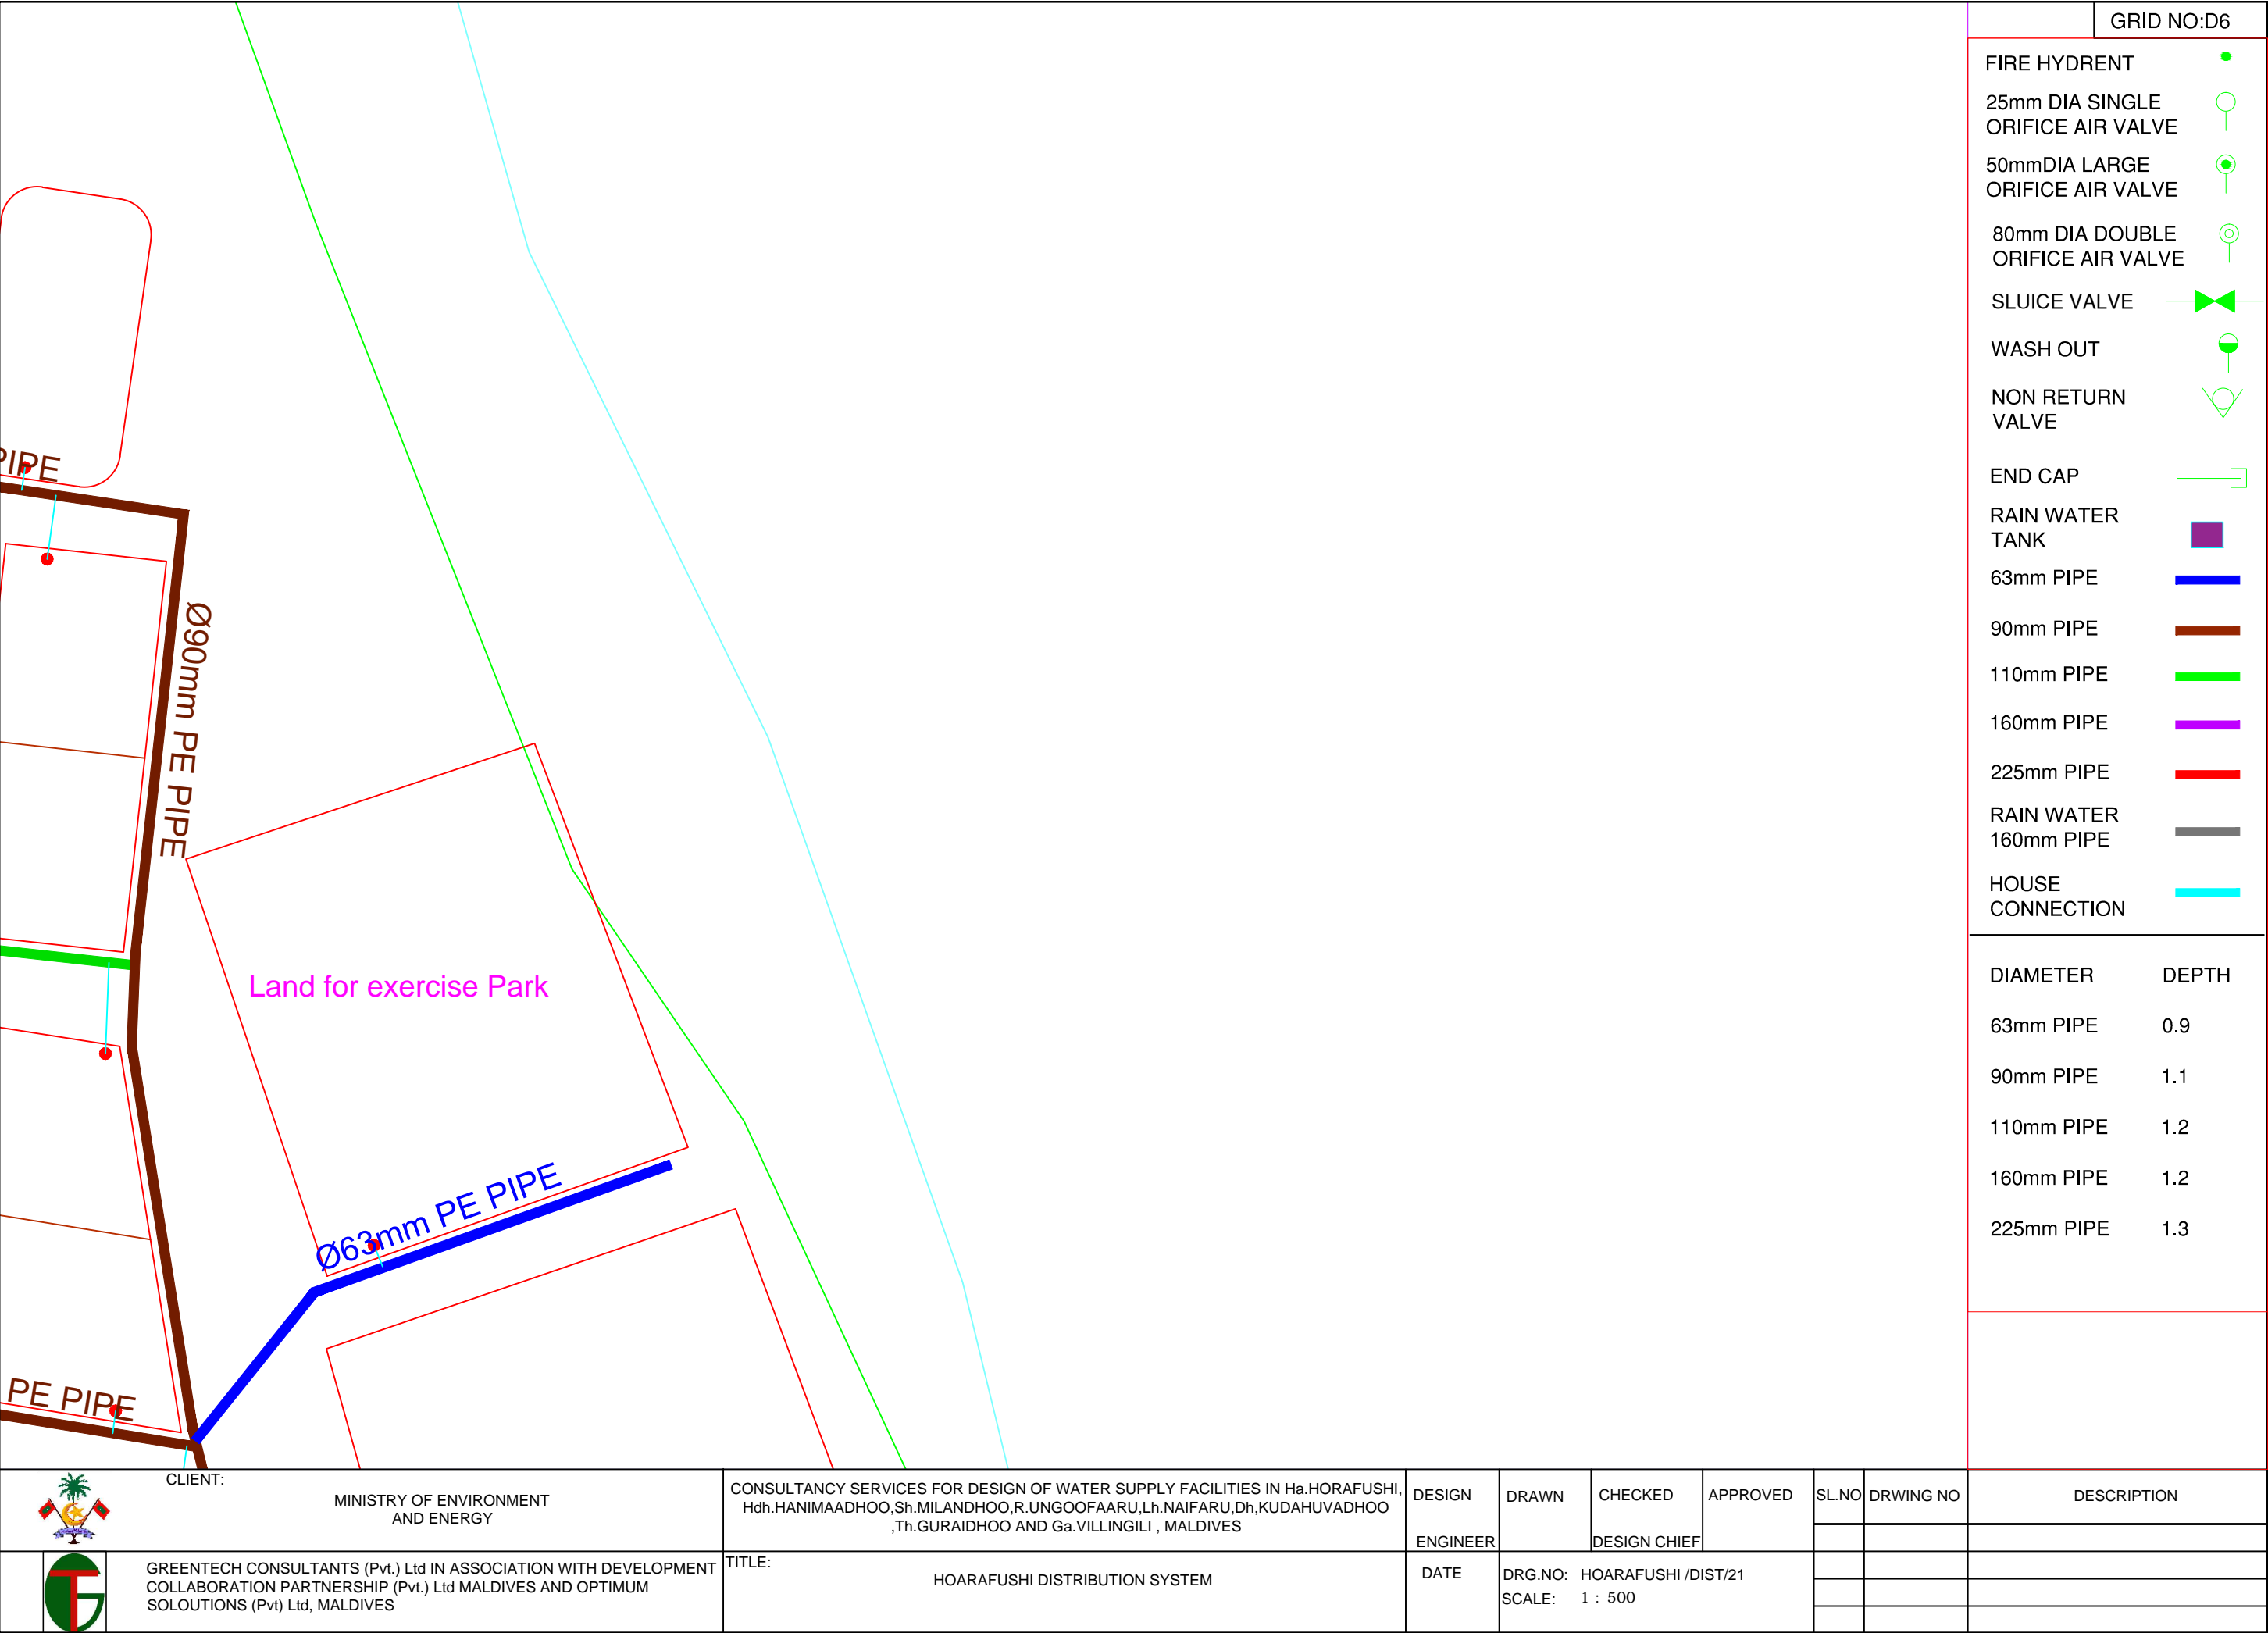 GRID NO:D6
FIRE HYDRENT
25mm DIA SINGLE
ORIFICE AIR VALVE
50mmDIA LARGE
ORIFICE AIR VALVE
80mm DIA DOUBLE
ORIFICE AIR VALVE
SLUICE VALVE
WASH OUT
NON RETURN
VALVE
END CAP
RAIN WATER
TANK
63mm PIPE
90mm PIPE
110mm PIPE
160mm PIPE
225mm PIPE
RAIN WATER
160mm PIPE
HOUSE
CONNECTION
DIAMETER DEPTH
63mm PIPE 0.9
90mm PIPE 1.1
110mm PIPE 1.2
160mm PIPE 1.2
225mm PIPE 1.3
PIPE
Ø90mm PE PIPE
Land for exercise Park
Ø63mm PE PIPE
PE PIPE
CLIENT:
MINISTRY OF ENVIRONMENT
AND ENERGY
GREENTECH CONSULTANTS (Pvt.) Ltd IN ASSOCIATION WITH DEVELOPMENT
COLLABORATION PARTNERSHIP (Pvt.) Ltd MALDIVES AND OPTIMUM
SOLOUTIONS (Pvt) Ltd, MALDIVES
CONSULTANCY SERVICES FOR DESIGN OF WATER SUPPLY FACILITIES IN Ha.HORAFUSHI,
Hdh.HANIMAADHOO,Sh.MILANDHOO,R.UNGOOFAARU,Lh.NAIFARU,Dh,KUDAHUVADHOO
,Th.GURAIDHOO AND Ga.VILLINGILI , MALDIVES
TITLE:
HOARAFUSHI DISTRIBUTION SYSTEM
DESIGN
ENGINEER
DRAWN
CHECKED
DESIGN CHIEF
APPROVED
DATE
DRG.NO: HOARAFUSHI /DIST/21
SCALE: 1 : 500
SL.NO DRWING NO DESCRIPTION